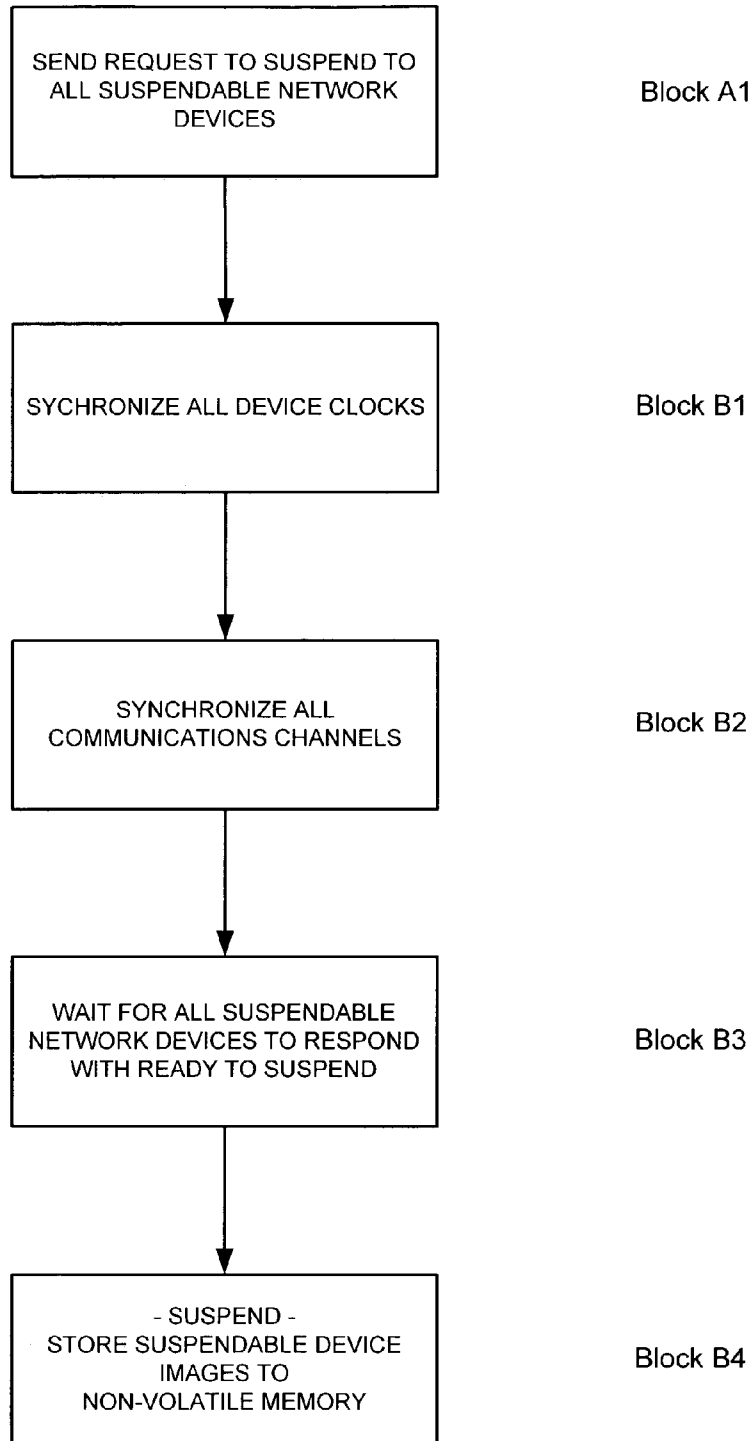 SEND REQUEST TO SUSPEND TO
ALL SUSPENDABLE NETWORK
DEVICES
Block A1
SYCHRONIZE ALL DEVICE CLOCKS
Block B1
SYNCHRONIZE ALL
COMMUNICATIONS CHANNELS
Block B2
WAIT FOR ALL SUSPENDABLE
NETWORK DEVICES TO RESPOND
WITH READY TO SUSPEND
Block B3
- SUSPEND -
STORE SUSPENDABLE DEVICE
IMAGES TO
NON-VOLATILE MEMORY
Block B4